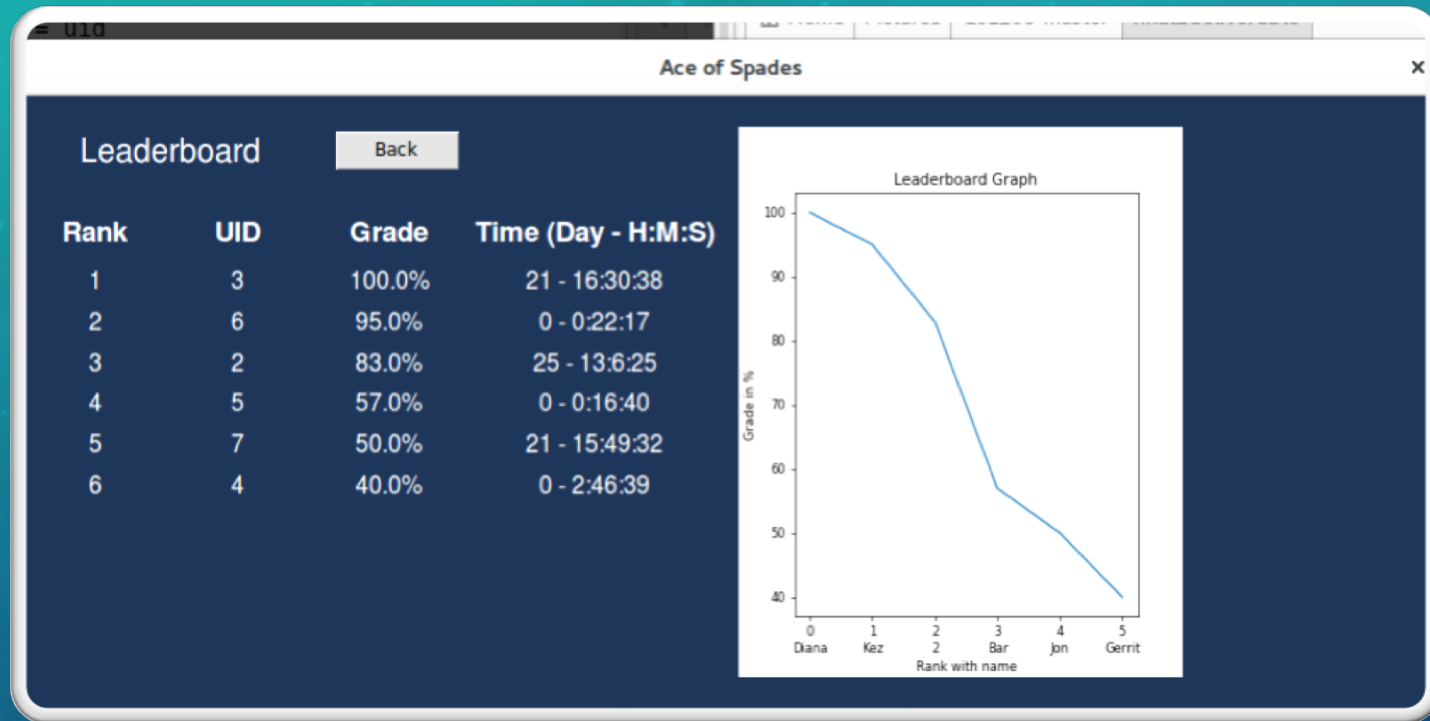 = uid
Ace of Spades
×
Leaderboard
Back
Rank UID Grade Time (Day - H:M:S)
1 3 100.0% 21 - 16:30:38
2 6 95.0% 0 - 0:22:17
3 2 83.0% 25 - 13:6:25
4 5 57.0% 0 - 0:16:40
5 7 50.0% 21 - 15:49:32
6 4 40.0% 0 - 2:46:39
Leaderboard Graph
100
90
80
70
60
50
40
Grade in %
0 1 2 3 4 5
Diana Kez 2 Bar Jon Gerrit
Rank with name